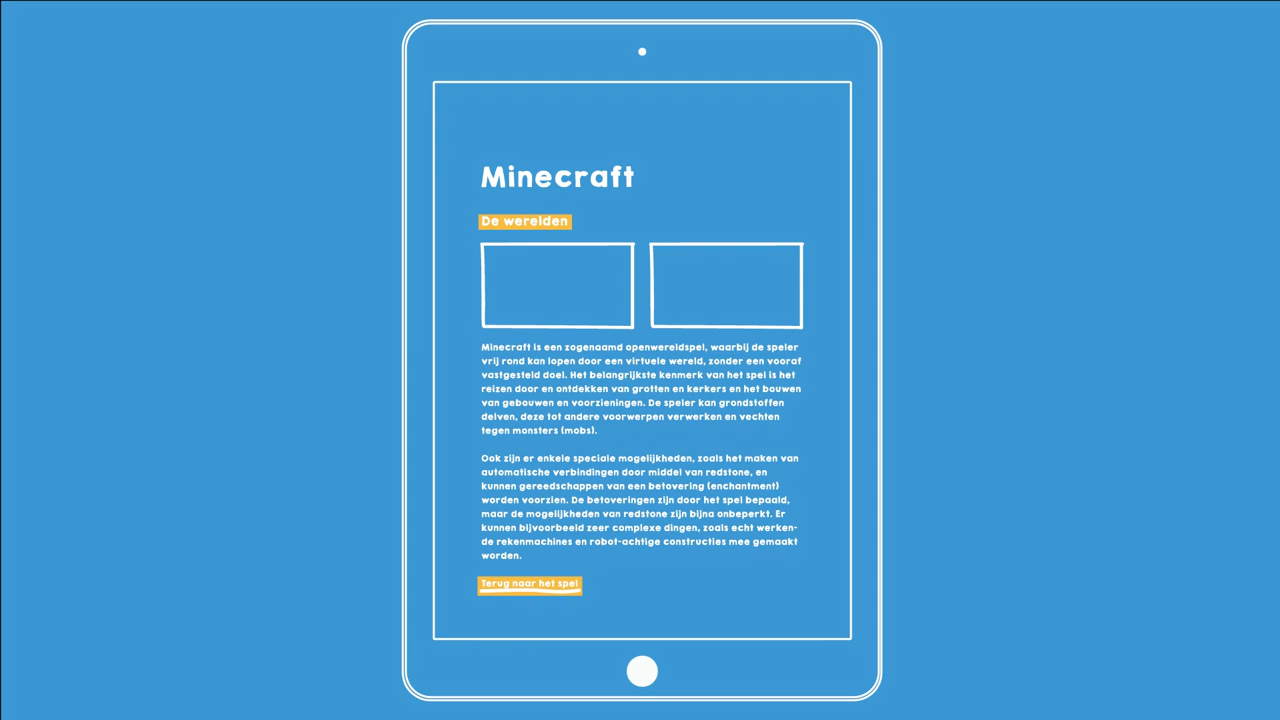 Minecraft
De werelden
Minecraft is een zogenaamd openwereldspel, waarbij de speler
vrij rond kan lopen door een virtuele wereld, zonder een vooraf
vastgesteld doel. Het belangrijkste kenmerk van het spel is het
reizen door en ontdekken van grotten en kerkers en het bouwen
van gebouwen en voorzieningen. De speler kan grondstoffen
delven, deze tot andere voorwerpen verwerken en vechten
tegen monsters (mobs).
Ook zijn er enkele speciale mogelijkheden, zoals het maken van
automatische verbindingen door middel van redstone, en
kunnen gereedschappen van een betovering (enchantment)
worden voorzien. De betoveringen zijn door het spel bepaald,
maar de mogelijkheden van redstone zijn bijna onbeperkt. Er
kunnen bijvoorbeeld zeer complexe dingen, zoals echt werken-
de rekenmachines en robot-achtige constructies mee gemaakt
worden.
Terug naar het spel